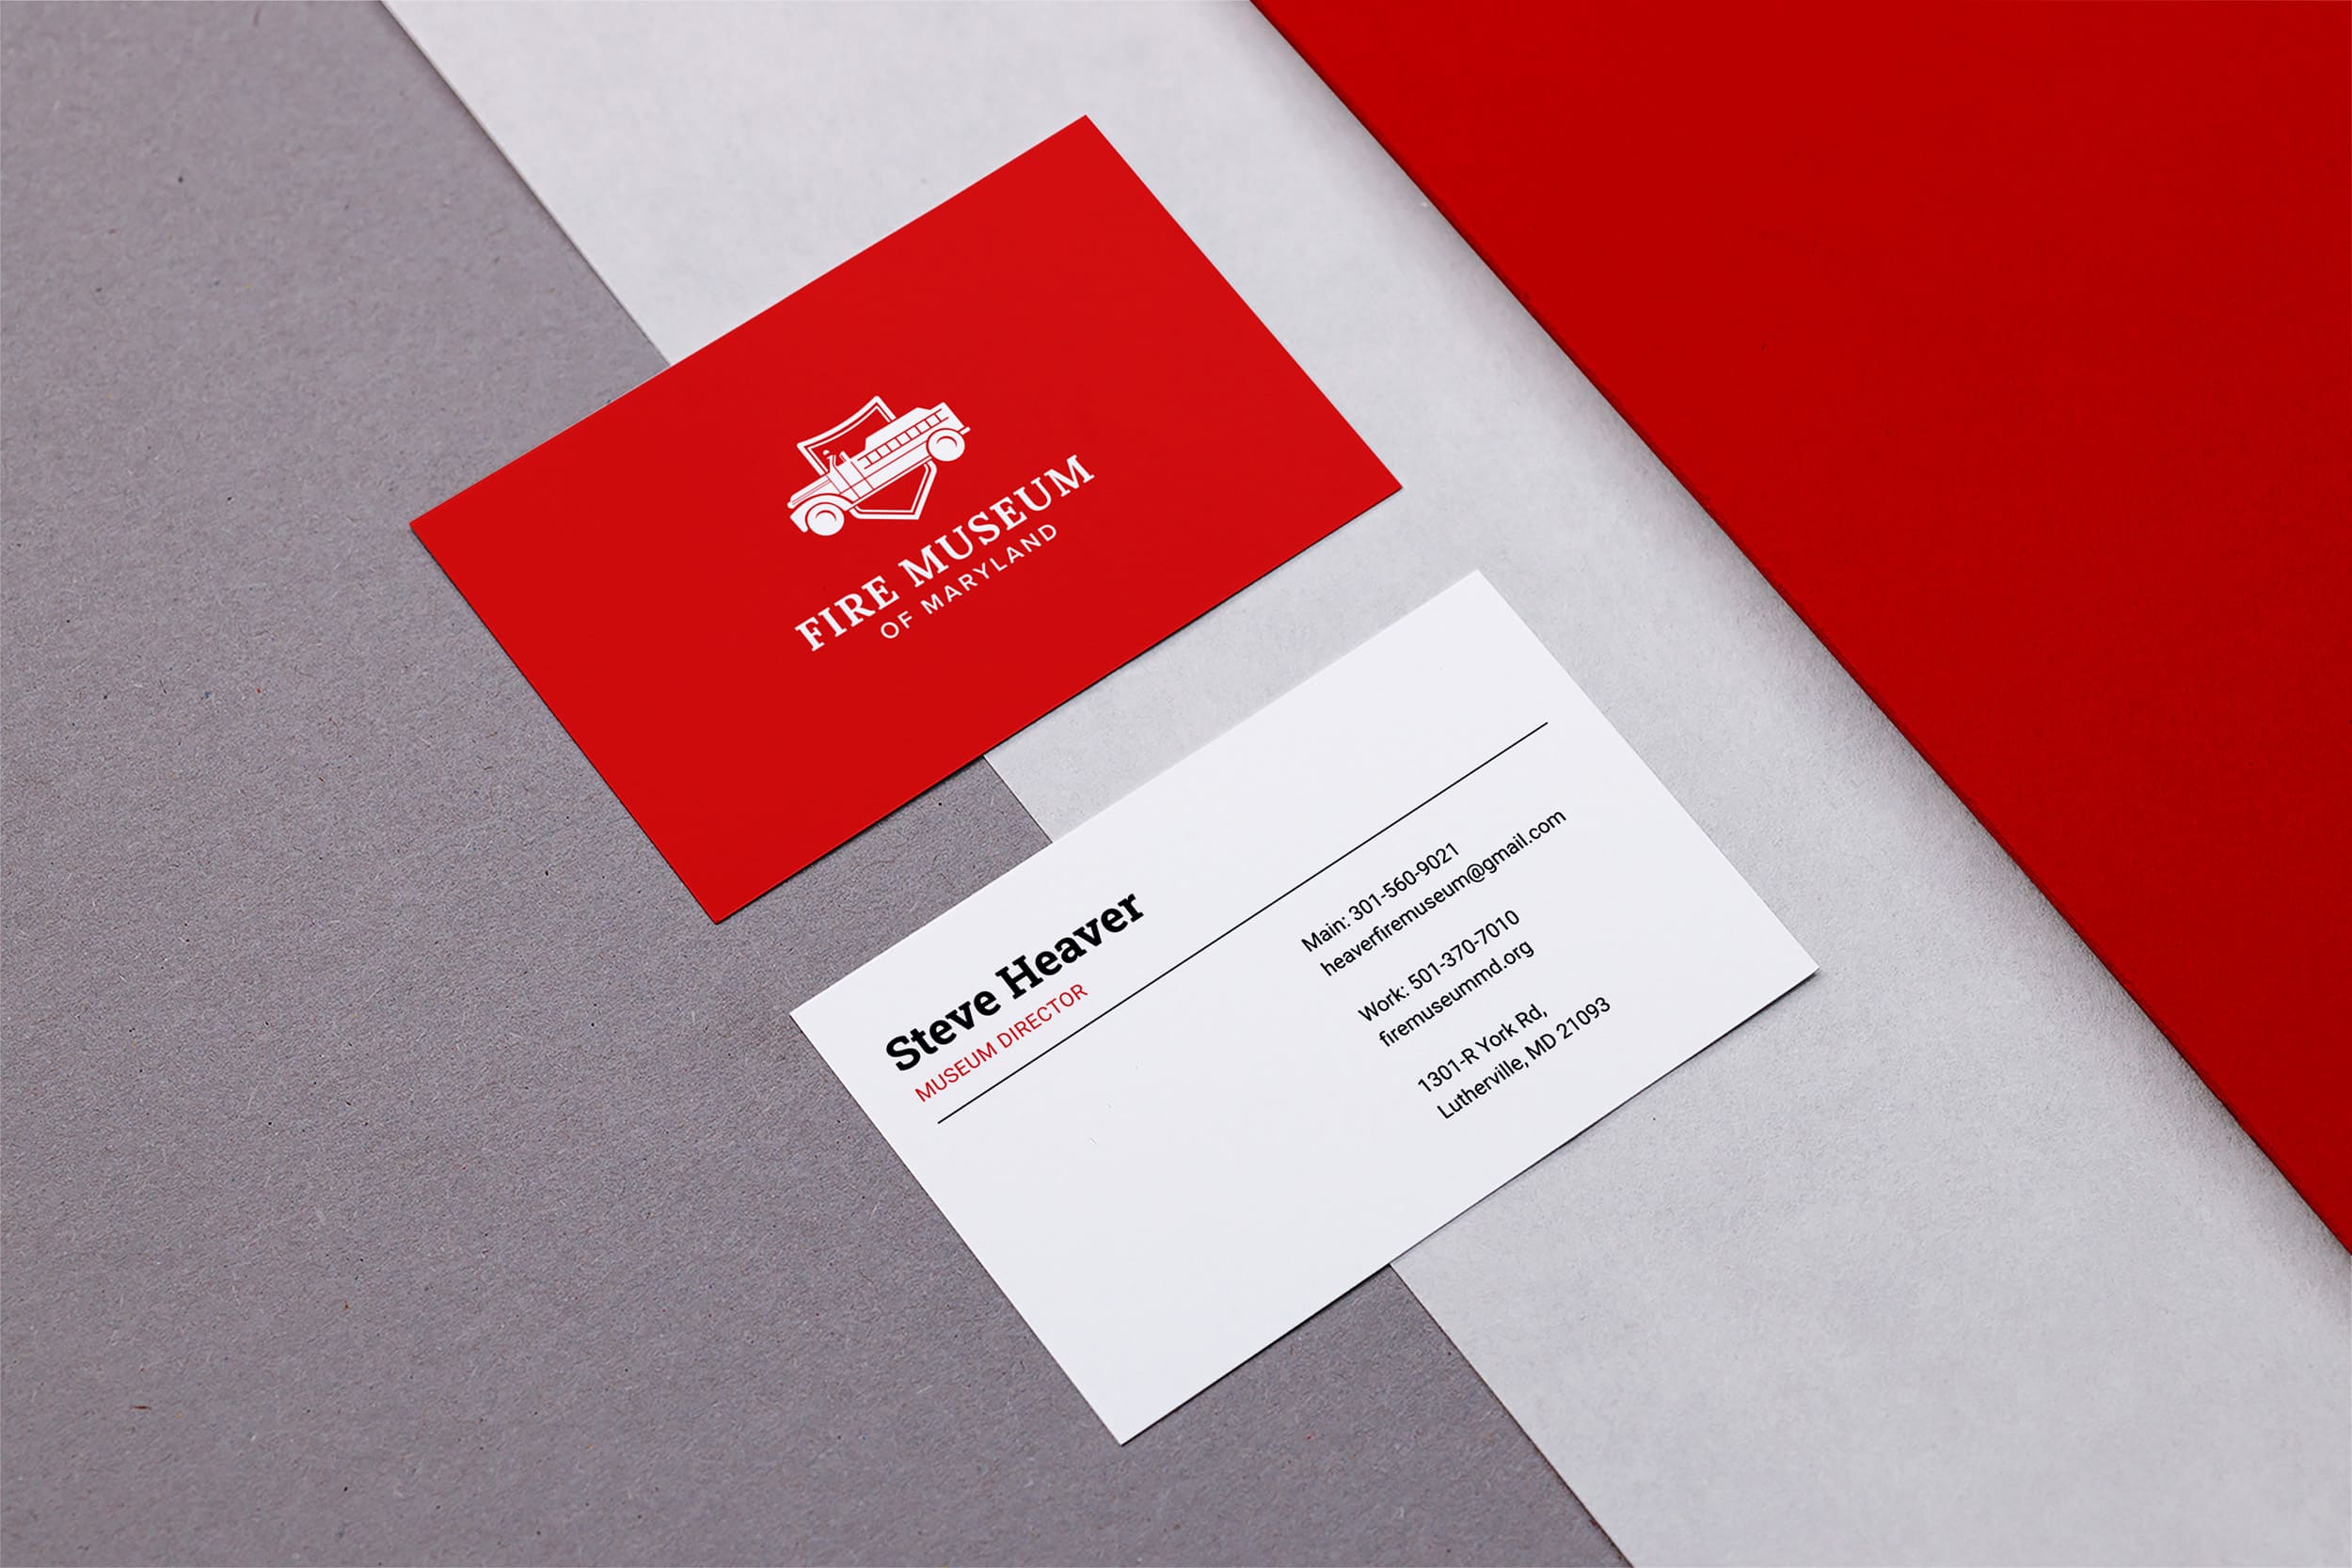 FIRE MUSEUM
OF MARYLAND
Steve Heaver
MUSEUM DIRECTOR
Main: 301-560-9021
heaverfiremuseum@gmail.com
Work: 501-370-7010
firemuseummd.org
1301-R York Rd,
Lutherville, MD 21093